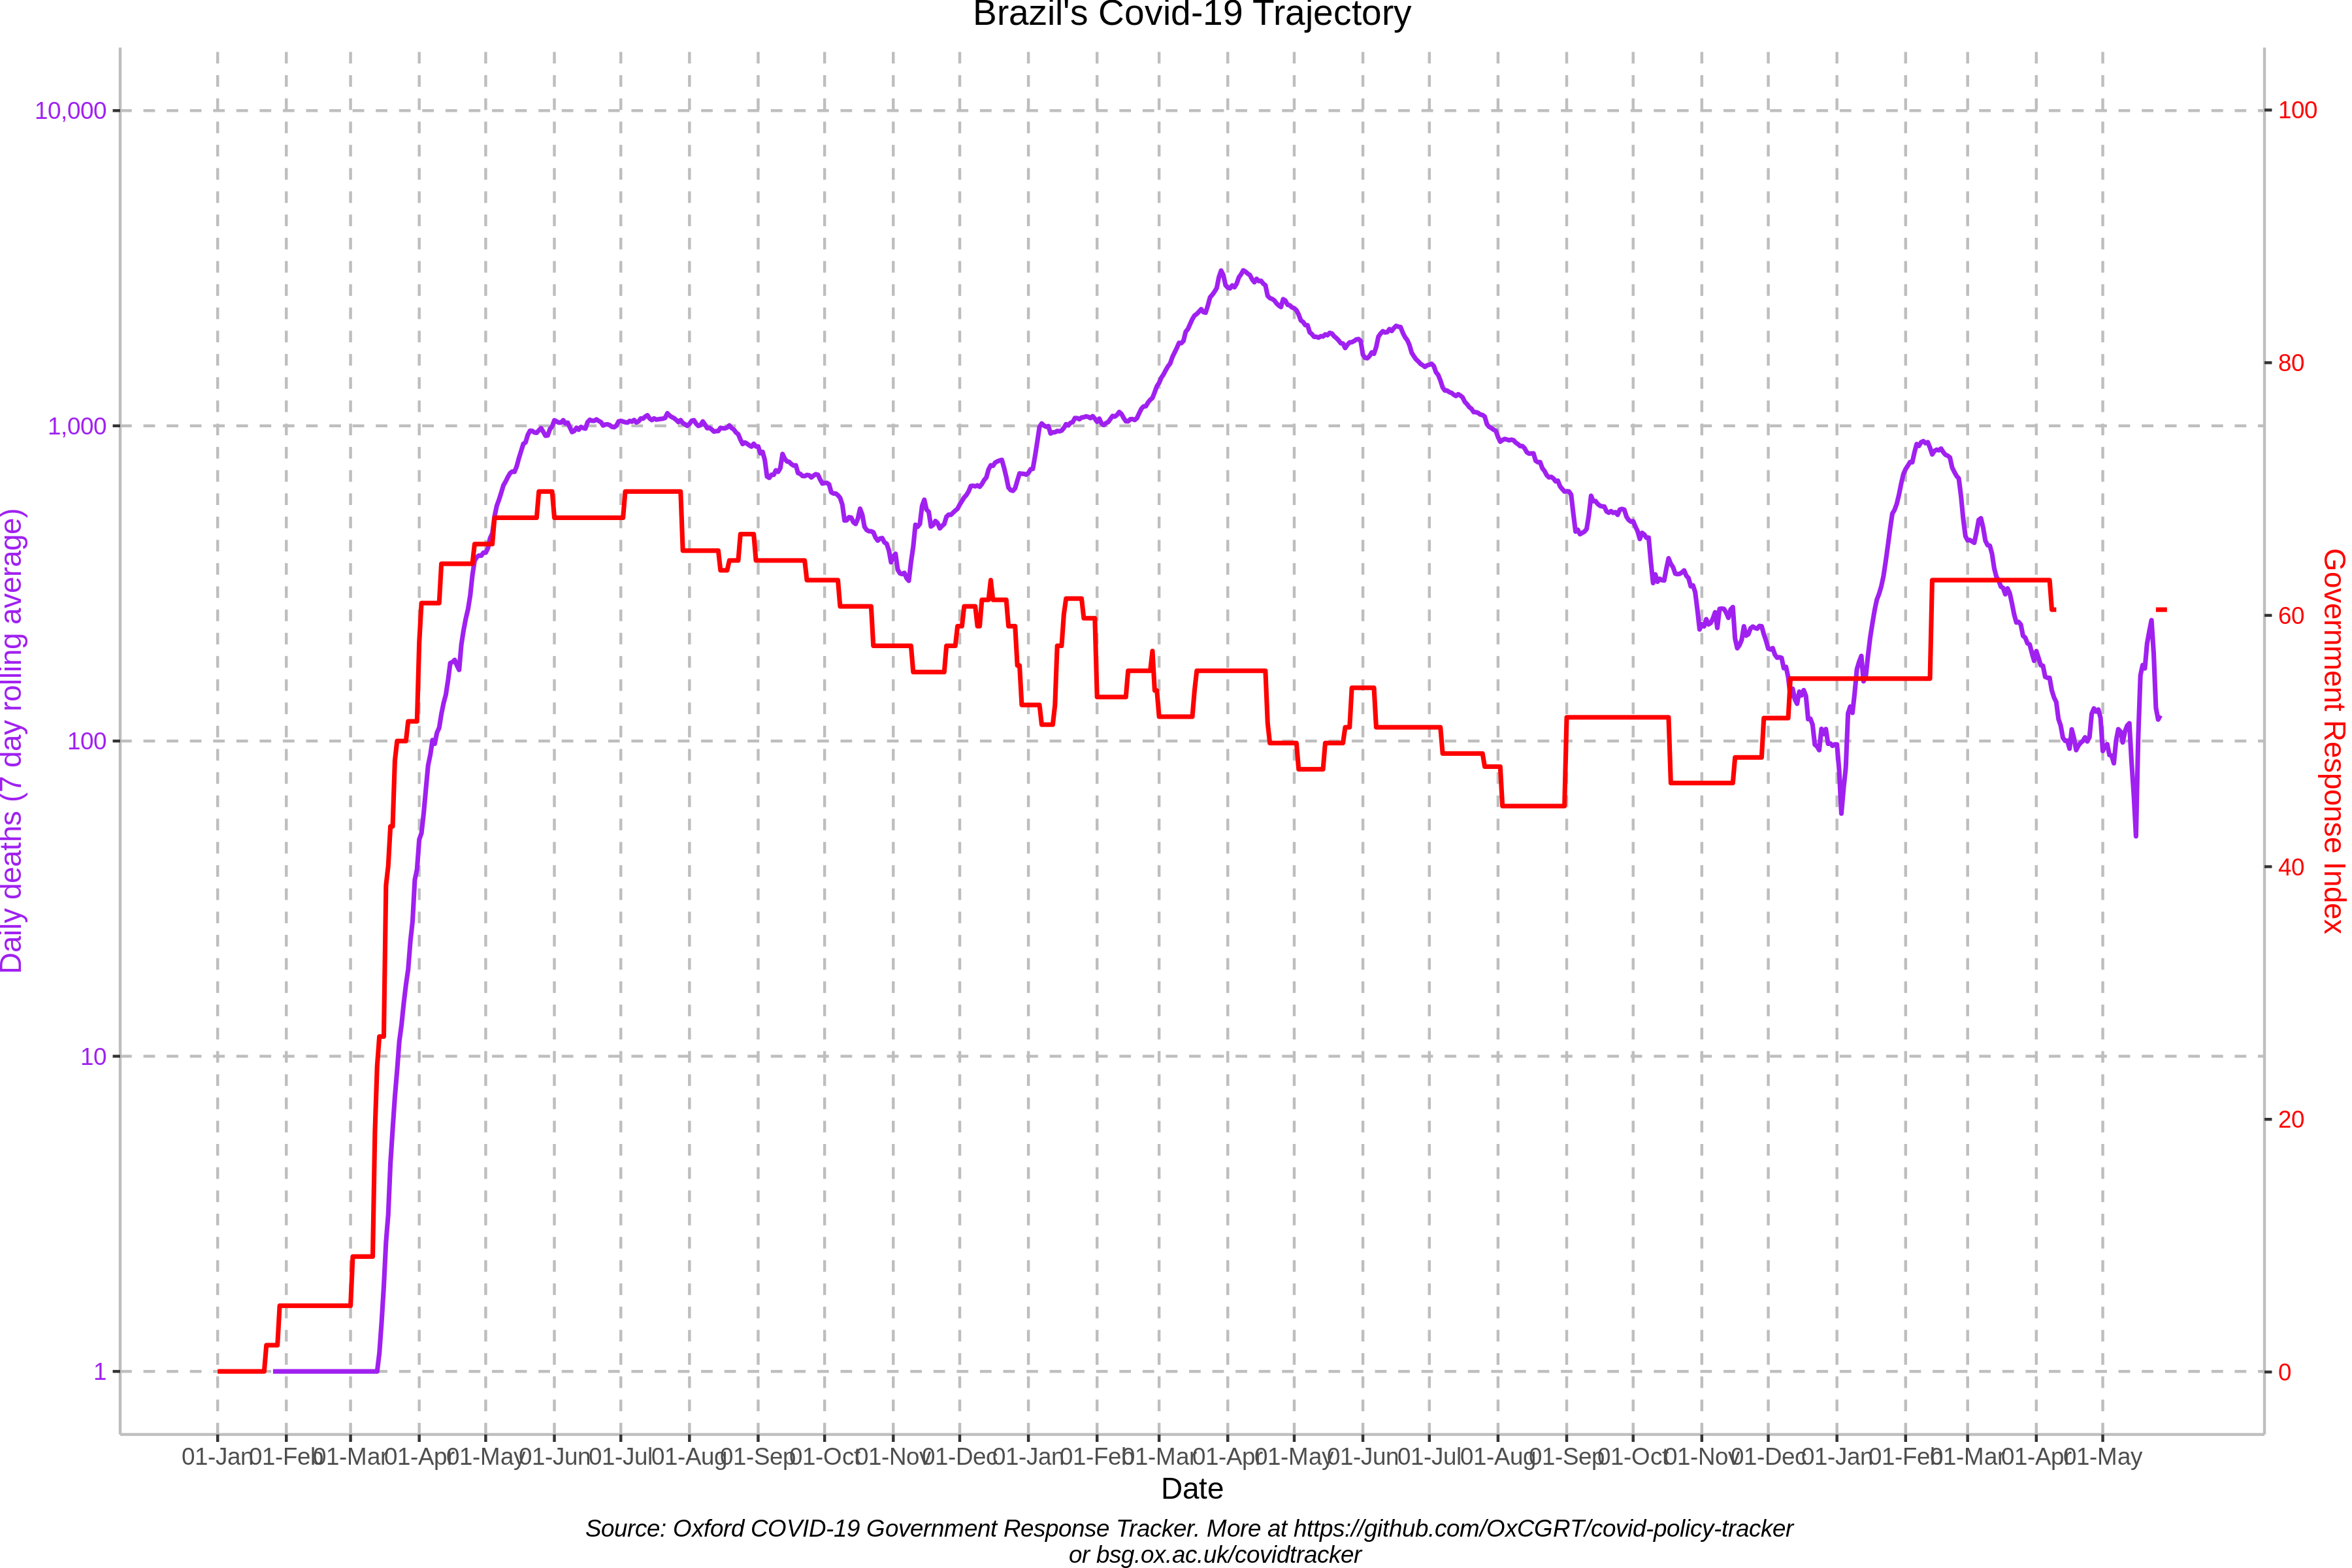 Brazil's Covid-19 Trajectory
10,000
1,000
100
10
1
Daily deaths (7 day rolling average)
100
80
60
40
20
0
Government Response Index
01-Jan 01-Feb 01-Mar 01-Apr 01-May 01-Jun 01-Jul 01-Aug 01-Sep 01-Oct 01-Nov 01-Dec 01-Jan 01-Feb 01-Mar 01-Apr 01-May 01-Jun 01-Jul 01-Aug 01-Sep 01-Oct 01-Nov 01-Dec 01-Jan 01-Feb 01-Mar 01-Apr 01-May
Date
Source: Oxford COVID-19 Government Response Tracker. More at https://github.com/OxCGRT/covid-policy-tracker
or bsg.ox.ac.uk/covidtracker